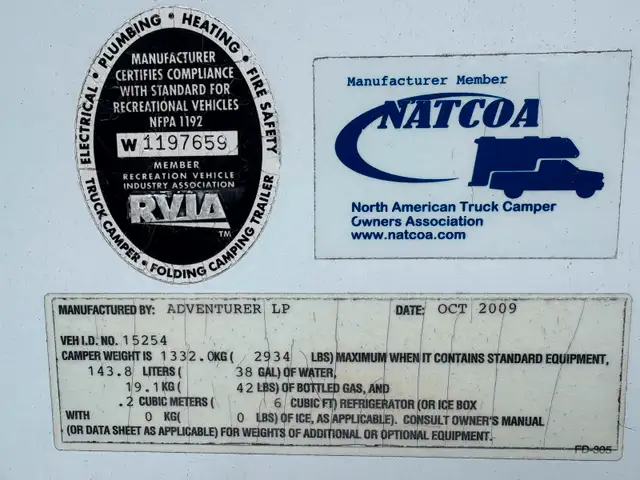 ELECTRICAL • PLUMBING • HEATING • FIRE SAFETY
MANUFACTURER
CERTIFIES COMPLIANCE
WITH STANDARD FOR
RECREATIONAL VEHICLES
NFPA 1192
W 1197659
MEMBER
RECREATION VEHICLE
INDUSTRY ASSOCIATION
RVIA
TM
TRUCK CAMPER • FOLDING CAMPING TRAILER
Manufacturer Member
NATCOA
North American Truck Camper
Owners Association
www.natcoa.com
MANUFACTURED BY: ADVENTURER LP DATE: OCT 2009
VEH I.D. NO. 15254
CAMPER WEIGHT IS 1332.0KG ( 2934 LBS) MAXIMUM WHEN IT CONTAINS STANDARD EQUIPMENT,
143.8 LITERS ( 38 GAL) OF WATER,
19.1 KG ( 42 LBS) OF BOTTLED GAS, AND
.2 CUBIC METERS ( 6 CUBIC FT) REFRIGERATOR (OR ICE BOX
WITH 0 KG ( 0 LBS) OF ICE, AS APPLICABLE). CONSULT OWNER'S MANUAL
(OR DATA SHEET AS APPLICABLE) FOR WEIGHTS OF ADDITIONAL OR OPTIONAL EQUIPMENT.
FD-305